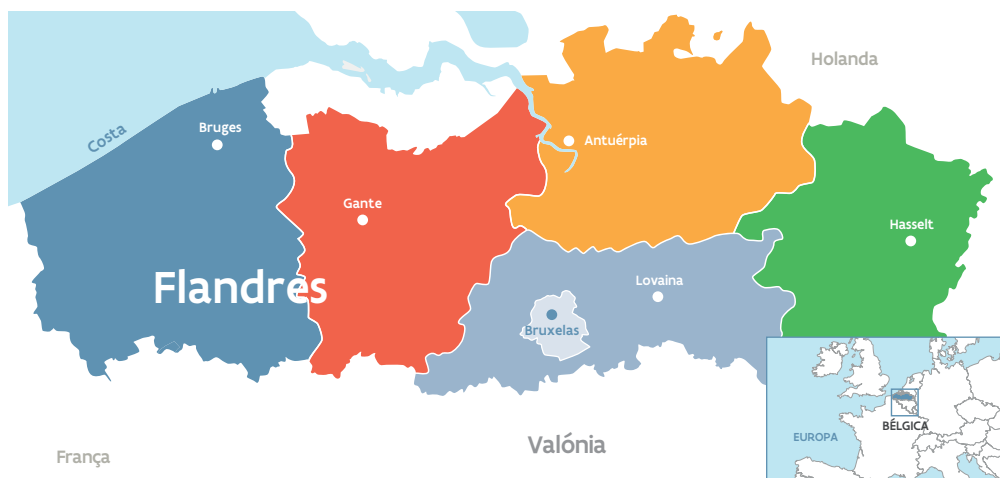 Holanda
Costa
Bruges
Antuérpia
Gante
Hasselt
Lovaina
Flandres
Bruxelas
BÉLGICA
EUROPA
Valónia
França